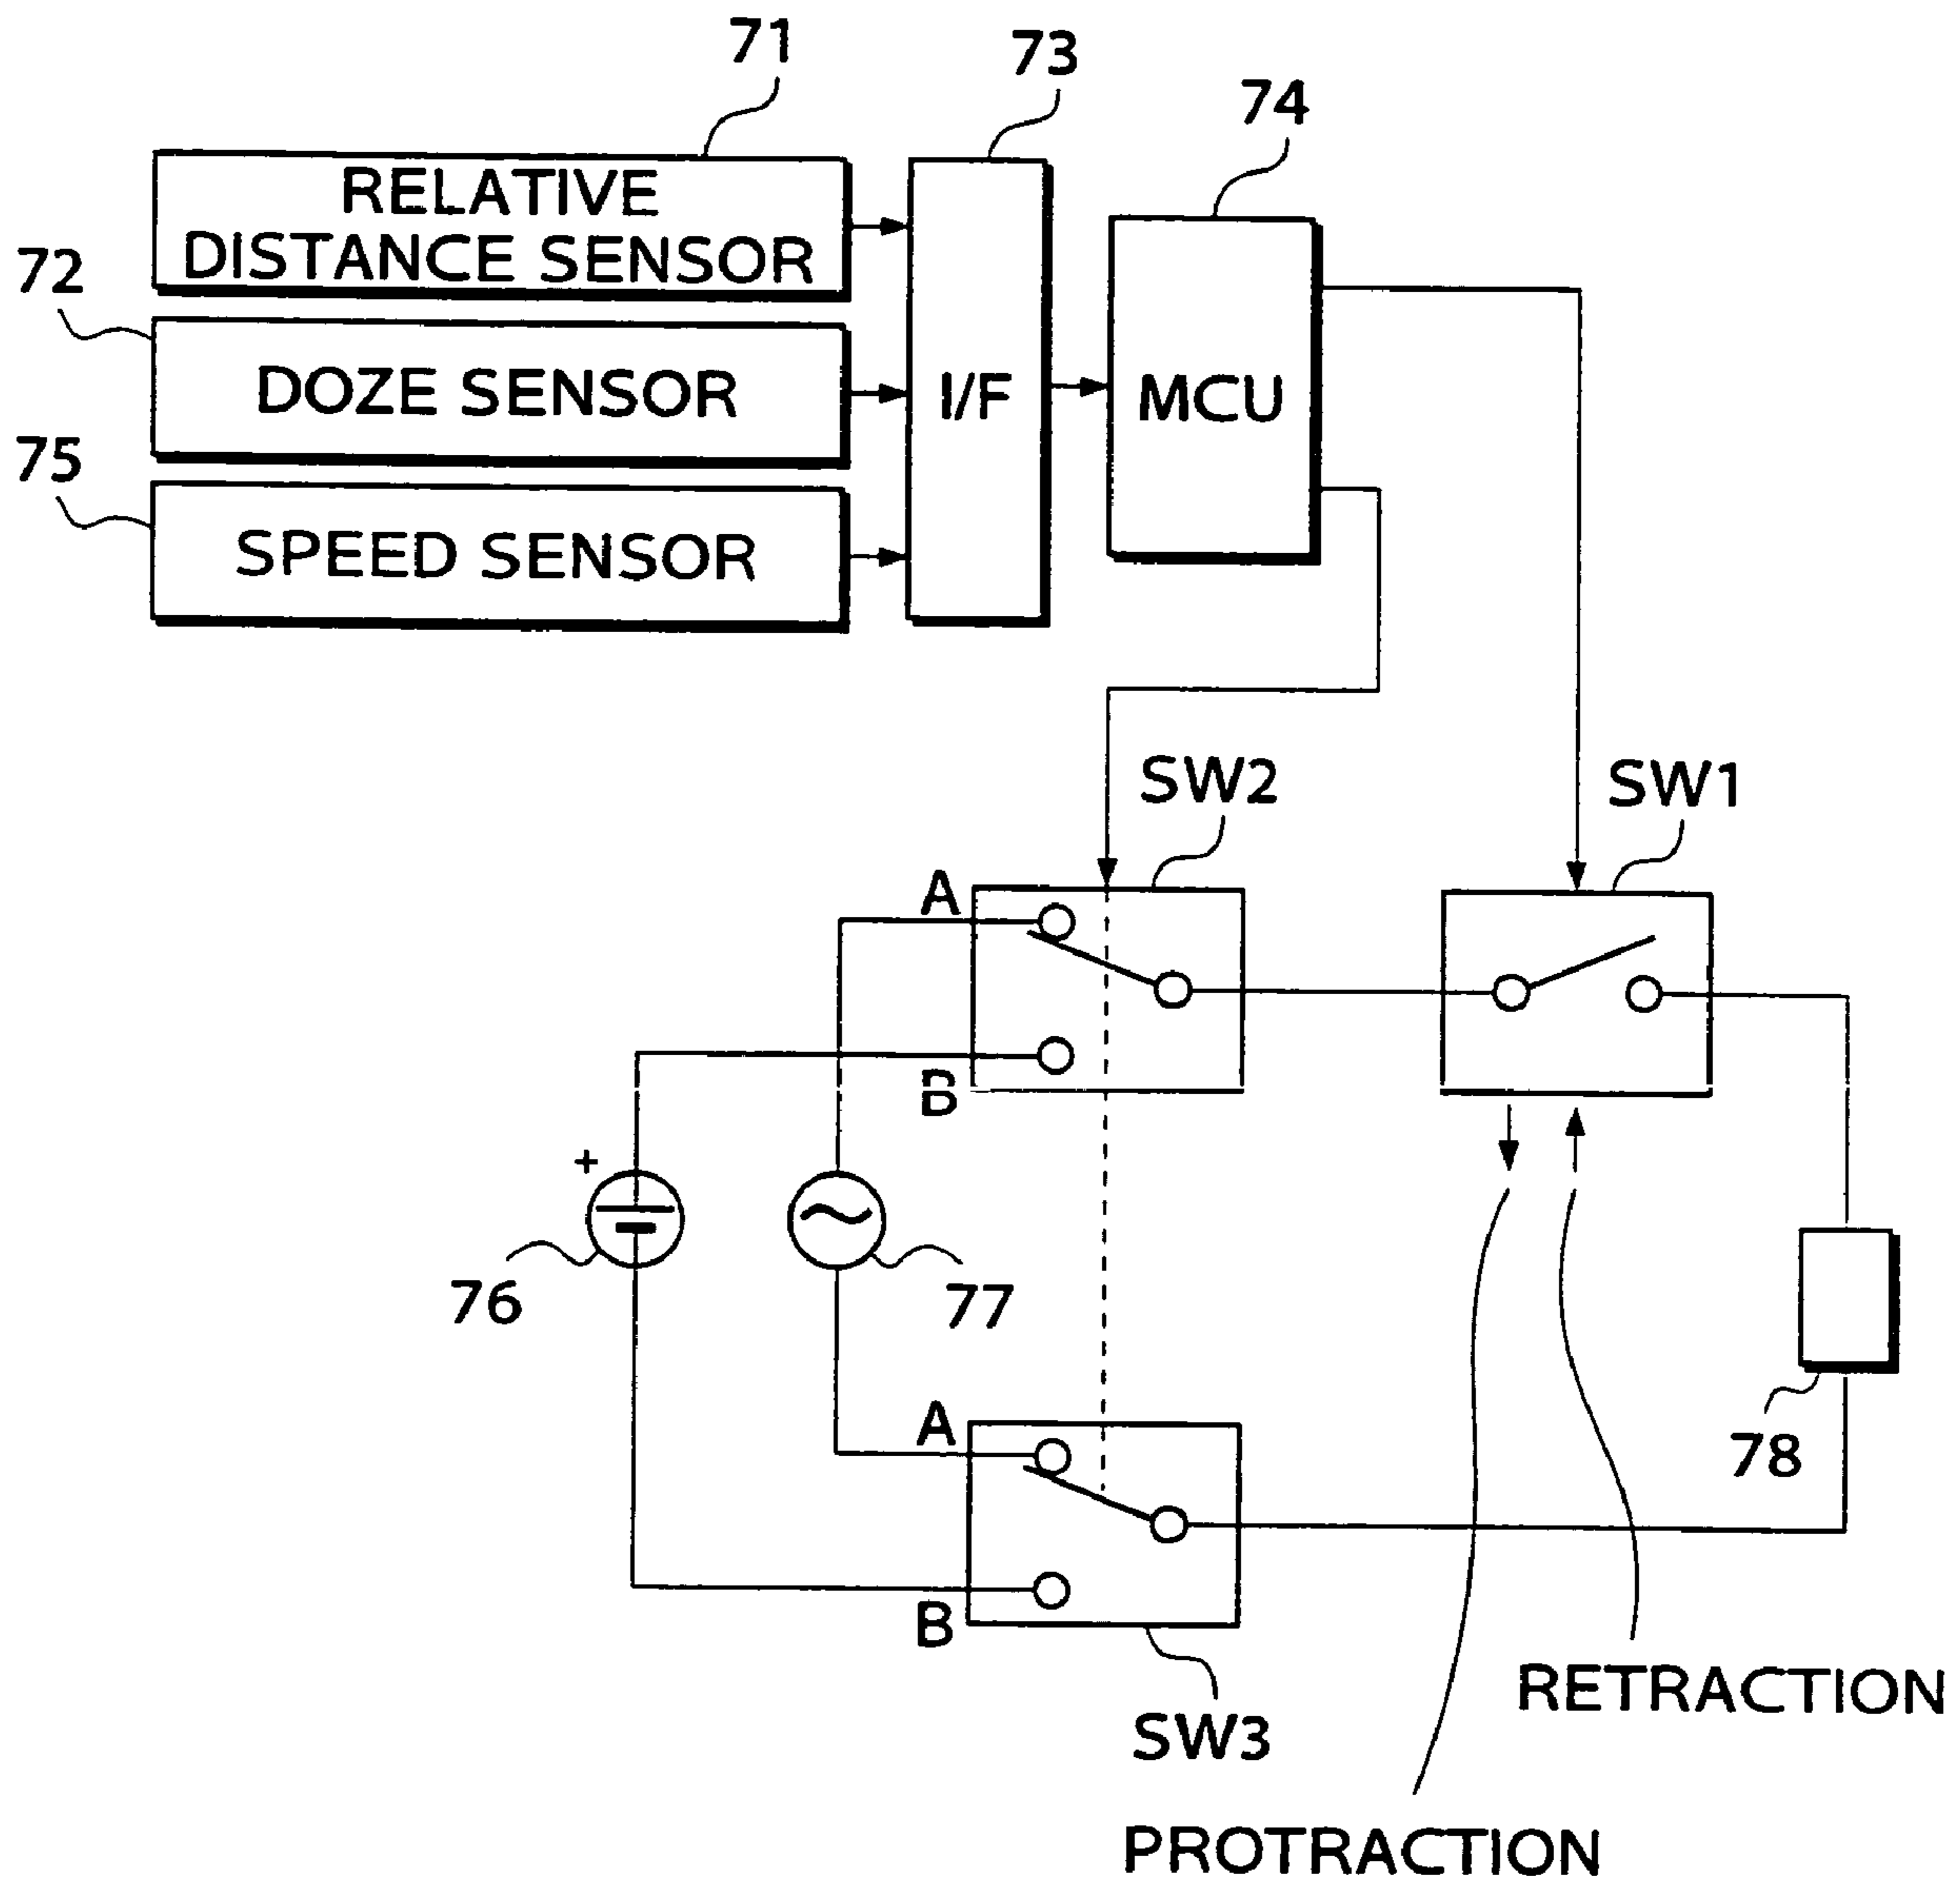 71
73
74
RELATIVE
DISTANCE SENSOR
72
DOZE SENSOR
I/F
MCU
75
SPEED SENSOR
SW2
SW1
A
B
+
76
77
A
78
B
SW3
RETRACTION
PROTRACTION